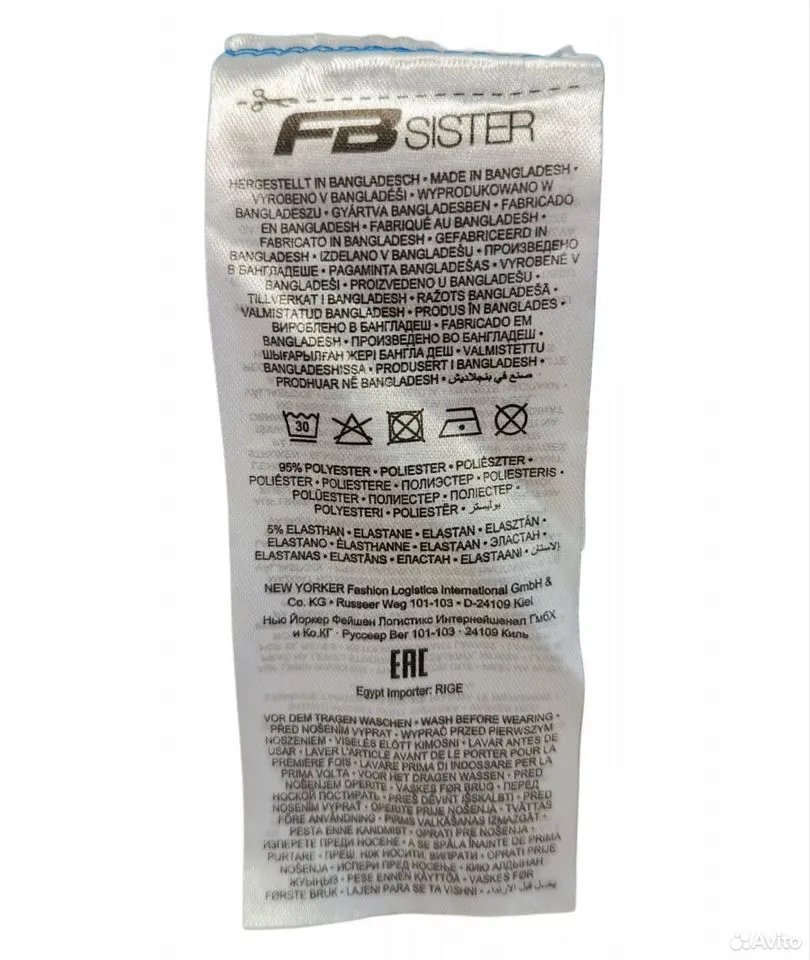 FB SISTER
HERGESTELLT IN BANGLADESCH • MADE IN BANGLADESH •
VYROBENO V BANGLADÉŠI • WYPRODUKOWANO W
BANGLADESZU • GYÁRTVA BANGLADESBEN • FABRICADO
EN BANGLADESH • FABRIQUÉ AU BANGLADESH •
FABRICATO IN BANGLADESH • GEFABRICEERD IN
BANGLADESH • IZDELANO V BANGLADEŠU • ПРОИЗВЕДЕНО
В БАНГЛАДЕШЕ • PAGAMINTA BANGLADEŠAS • VYROBENÉ V
BANGLADEŠI • PROIZVEDENO U BANGLADEŠU •
TILLVERKAT I BANGLADESH • RAŽOTS BANGLADEŠĀ •
VALMISTATUD BANGLADESH • PRODUS ÎN BANGLADES •
ВИРОБЛЕНО В БАНГЛАДЕШ • FABRICADO EM
BANGLADESH • ПРОИЗВЕДЕНО ВО БАНГЛАДЕШ •
ШЫҒАРЫЛҒАН ЖЕРІ БАНГЛА ДЕШ • VALMISTETTU
BANGLADESHISSA • PRODUSERT I BANGLADESH •
PRODHUAR NË BANGLADESH • صنع في بنجلاديش
30
95% POLYESTER • POLIESTER • POLIÉSZTER •
POLIÉSTER • POLIESTERE • ПОЛИЭСТЕР • POLIESTERIS •
POLÜESTER • ПОЛИЕСТЕР • ПОЛІЕСТЕР •
POLYESTERI • POLIESTËR • بوليستر
5% ELASTHAN • ELASTANE • ELASTAN • ELASZTÁN •
ELASTANO • ÉLASTHANNE • ELASTAAN • ЭЛАСТАН •
ELASTANAS • ELASTĀNS • ЕЛАСТАН • ELASTAANI • الاستان
NEW YORKER Fashion Logistics International GmbH &
Co. KG • Russeer Weg 101-103 • D-24109 Kiel
Нью Йоркер Фейшен Логистикс Интернейшенел ГмбХ
и Ко.КГ • Руссеер Вег 101-103 • 24109 Киль
EAC
Egypt Importer: RIGE
VOR DEM TRAGEN WASCHEN • WASH BEFORE WEARING •
PŘED NOŠENÍM VYPRAT • WYPRAĆ PRZED PIERWSZYM
NOSZENIEM • VISELÉS ELŐTT KIMOSNI • LAVAR ANTES DE
USAR • LAVER L'ARTICLE AVANT DE LE PORTER POUR LA
PREMIÈRE FOIS • LAVARE PRIMA DI INDOSSARE PER LA
PRIMA VOLTA • VOOR HET DRAGEN WASSEN • PRED
NOŠENJEM OPERITE • VASKES FØR BRUG • ПЕРЕД
НОСКОЙ ПОСТИРАТЬ • PRIEŠ DĖVINT IŠSKALBTI • PRED
NOSENÍM VYPRAŤ • OPERITE PRIJE NOŠENJA • TVÄTTAS
FÖRE ANVÄNDNING • PIRMS VALKĀŠANAS IZMAZGĀT •
PESTA ENNE KANDMIST • OPRATI PRE NOŠENJA •
ИЗПЕРЕТЕ ПРЕДИ НОСЕНЕ • A SE SPĂLA ÎNAINTE DE PRIMA
PURTARE • ПРЕШ НІЖ НОСИТИ, ВИПРАТИ • OPRATI PRIJE
NOŠENJA • ИСПЕРИ ПРЕД НОСЕЊЕ • КИЮ АЛДЫНАН
ЖУЫҢЫЗ • PESE ENNEN KÄYTTÖÄ • VASKES FØR
FØRSTE BRUK • LAJENI PARA SE TA VISHNI • يغسل قبل الارتداء
Avito